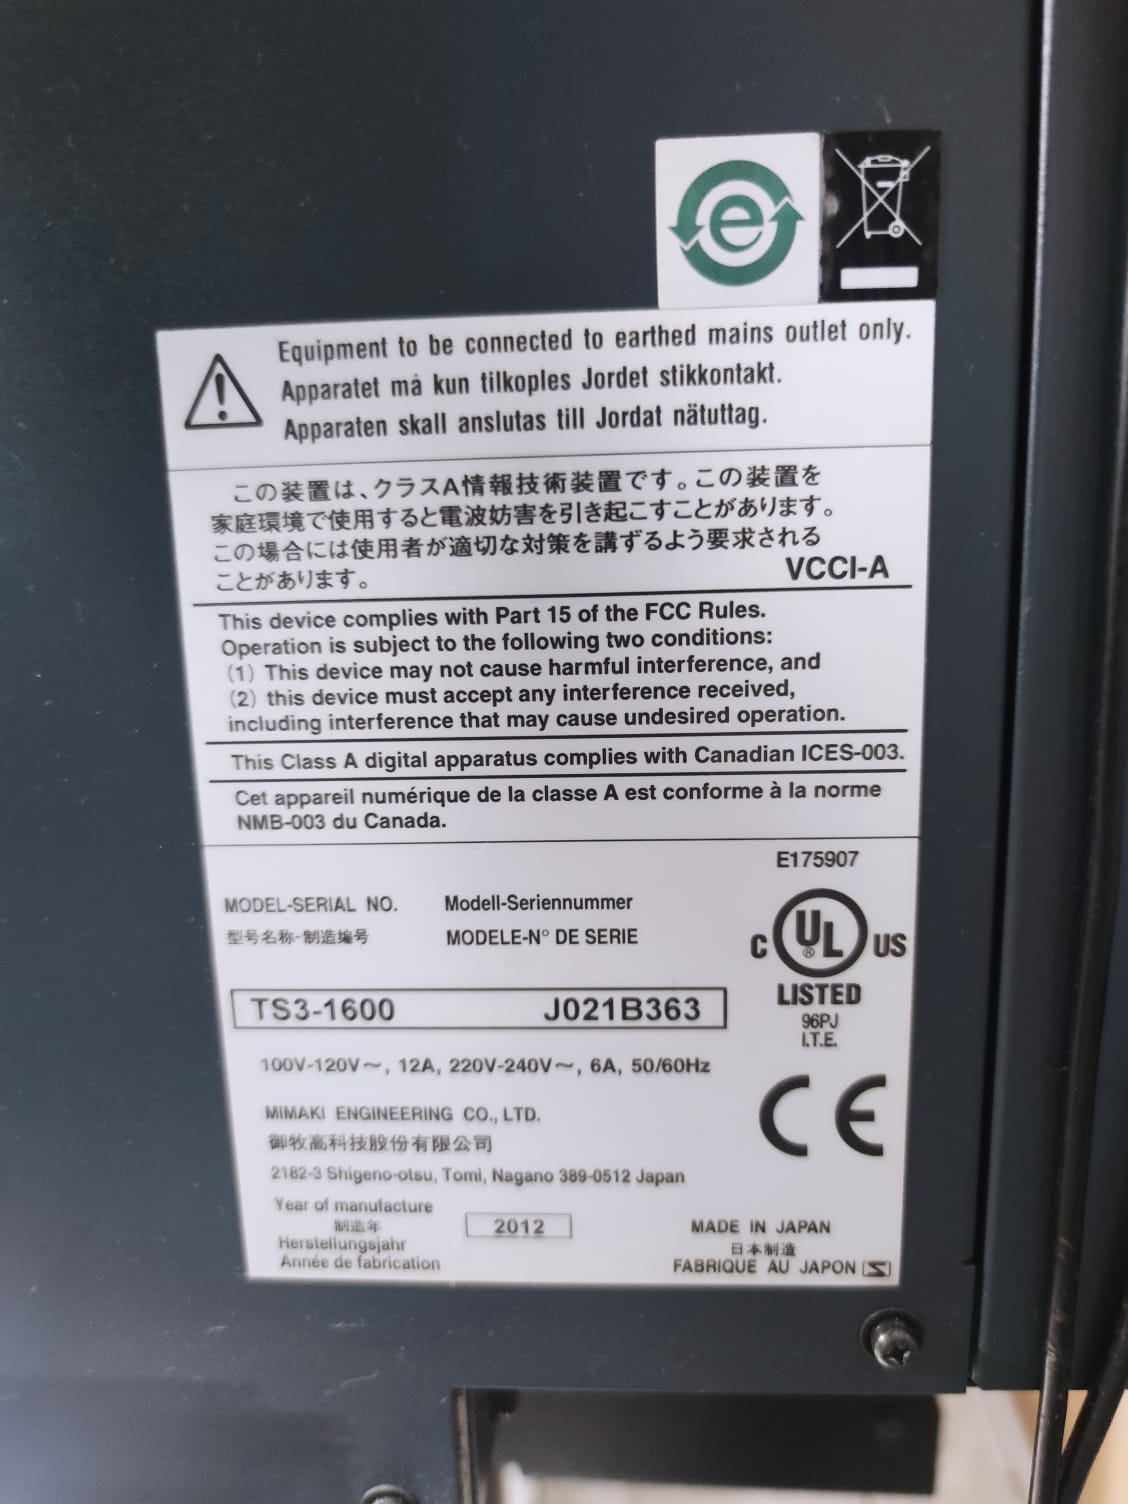 e
Equipment to be connected to earthed mains outlet only.
Apparatet må kun tilkoples Jordet stikkontakt.
Apparaten skall anslutas till Jordat nätuttag.
この装置は、クラスA情報技術装置です。この装置を
家庭環境で使用すると電波妨害を引き起こすことがあります。
この場合には使用者が適切な対策を講ずるよう要求される
ことがあります。
VCCI-A
This device complies with Part 15 of the FCC Rules.
Operation is subject to the following two conditions:
(1) This device may not cause harmful interference, and
(2) this device must accept any interference received,
including interference that may cause undesired operation.
This Class A digital apparatus complies with Canadian ICES-003.
Cet appareil numérique de la classe A est conforme à la norme
NMB-003 du Canada.
E175907
MODEL-SERIAL NO. Modell-Seriennummer
型号名称-制造编号 MODELE-N° DE SERIE
C UL® US
LISTED
96PJ
I.T.E.
TS3-1600 J021B363
100V-120V～, 12A, 220V-240V～, 6A, 50/60Hz
CE
MIMAKI ENGINEERING CO., LTD.
御牧高科技股份有限公司
2182-3 Shigeno-otsu, Tomi, Nagano 389-0512 Japan
Year of manufacture
制造年
Herstellungsjahr
Année de fabrication
2012
MADE IN JAPAN
日本制造
FABRIQUE AU JAPON